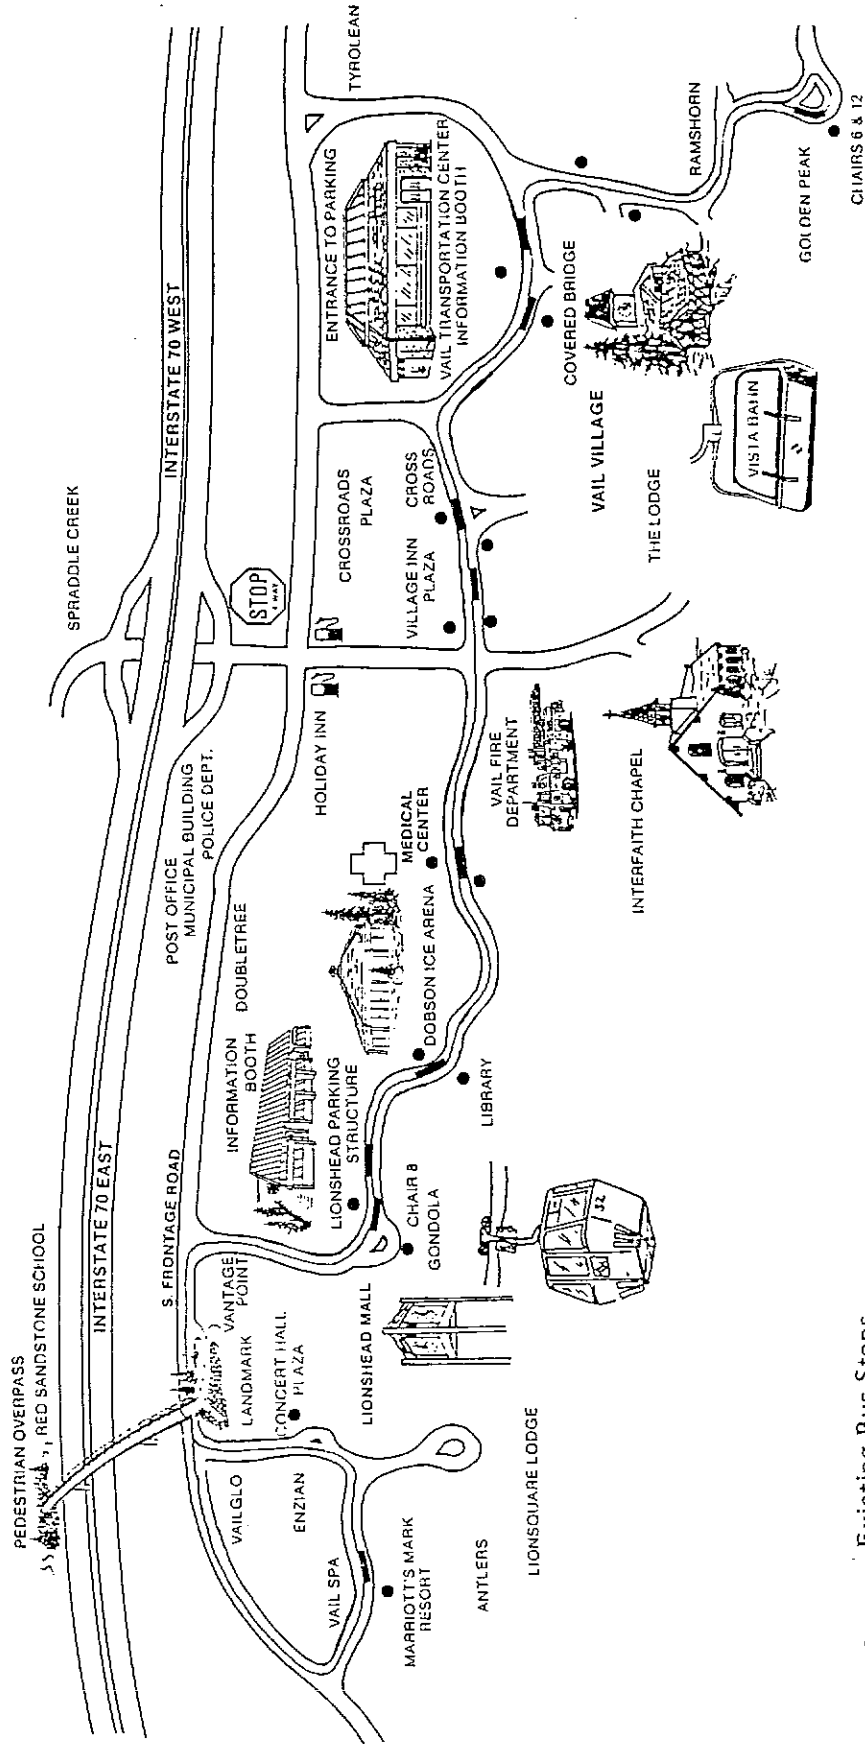 PEDESTRIAN OVERPASS
RED SANDSTONE SCHOOL
SPRADDLE CREEK
INTERSTATE 70 EAST
INTERSTATE 70 WEST
S. FRONTAGE ROAD
POST OFFICE
MUNICIPAL BUILDING
POLICE DEPT.
STOP
4 WAY
VAILGLO
LANDMARK
VANTAGE
POINT
INFORMATION
BOOTH
DOUBLETREE
HOLIDAY INN
CROSSROADS
PLAZA
ENTRANCE TO PARKING
TYROLEAN
ENZIAN
CONCERT HALL
PLAZA
VAIL SPA
LIONSHEAD MALL
LIONSHEAD PARKING
STRUCTURE
DOBSON ICE ARENA
MEDICAL
CENTER
VILLAGE INN
PLAZA
CROSS
ROADS
VAIL TRANSPORTATION CENTER
INFORMATION BOOTH
MARRIOTT'S MARK
RESORT
CHAIR 8
GONDOLA
LIBRARY
VAIL FIRE
DEPARTMENT
COVERED BRIDGE
RAMSHORN
ANTLERS
LIONSQUARE LODGE
32
INTERFAITH CHAPEL
VAIL VILLAGE
THE LODGE
VISTA BAHN
GOLDEN PEAK
CHAIRS 6 & 12
Existing Bus Stops